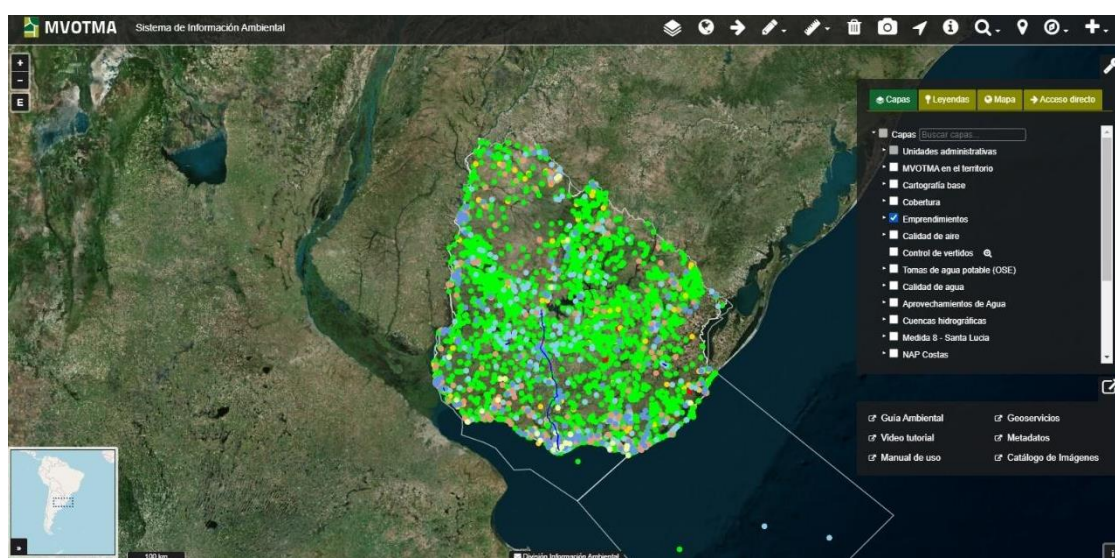 MVOTMA Sistema de Información Ambiental
+
-
E
Capas Leyendas Mapa Acceso directo
Capas Buscar capas...
Unidades administrativas
MVOTMA en el territorio
Cartografía base
Cobertura
Emprendimientos
Calidad de aire
Control de vertidos
Tomas de agua potable (OSE)
Calidad de agua
Aprovechamientos de Agua
Cuencas hidrográficas
Medida 8 - Santa Lucia
NAP Costas
Guía Ambiental Geoservicios
Video tutorial Metadatos
Manual de uso Catálogo de Imágenes
»
100 km División Información Ambiental